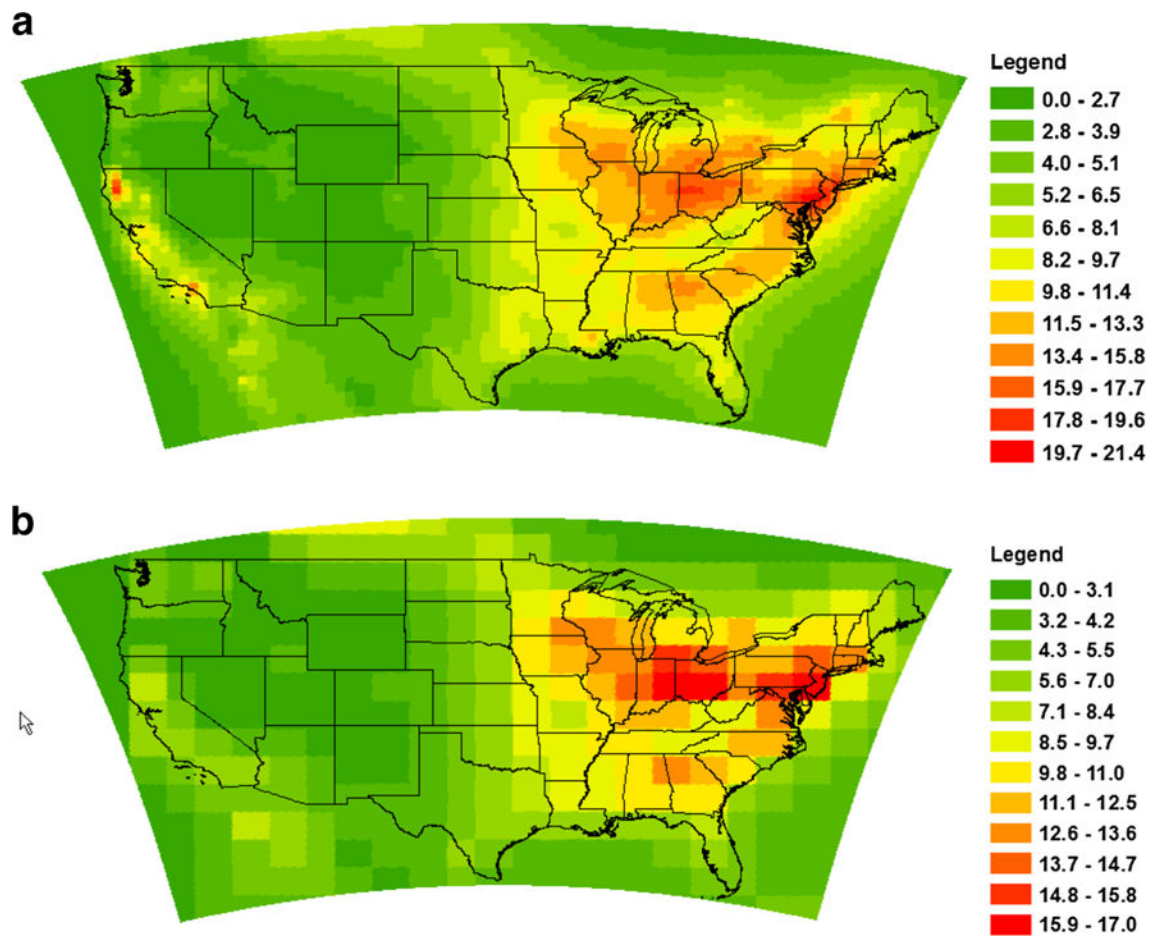 a
Legend
0.0 - 2.7
2.8 - 3.9
4.0 - 5.1
5.2 - 6.5
6.6 - 8.1
8.2 - 9.7
9.8 - 11.4
11.5 - 13.3
13.4 - 15.8
15.9 - 17.7
17.8 - 19.6
19.7 - 21.4
b
Legend
0.0 - 3.1
3.2 - 4.2
4.3 - 5.5
5.6 - 7.0
7.1 - 8.4
8.5 - 9.7
9.8 - 11.0
11.1 - 12.5
12.6 - 13.6
13.7 - 14.7
14.8 - 15.8
15.9 - 17.0